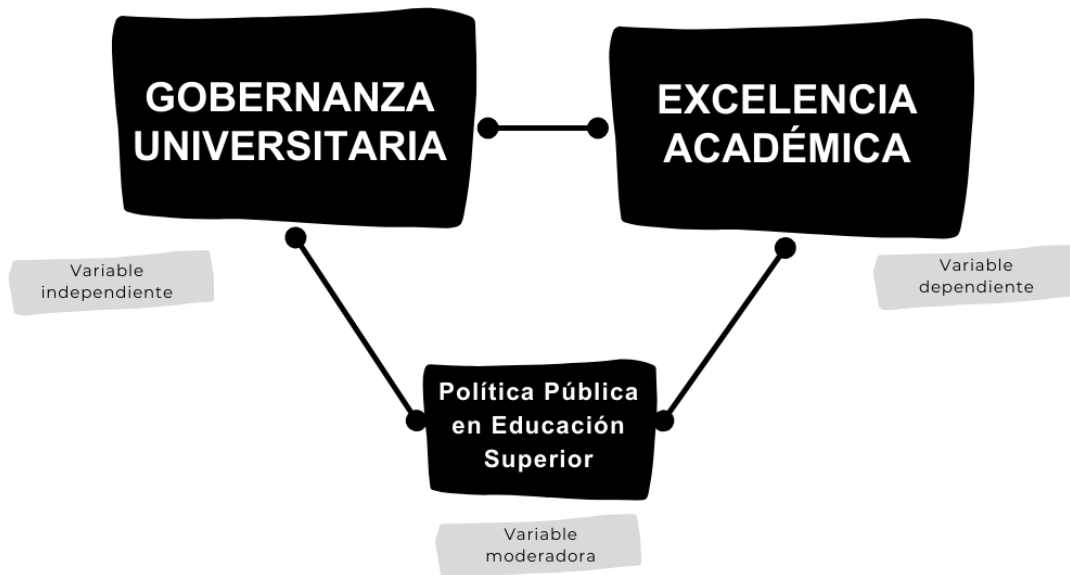 GOBERNANZA
UNIVERSITARIA
EXCELENCIA
ACADÉMICA
Variable
independiente
Variable
dependiente
Política Pública
en Educación
Superior
Variable
moderadora